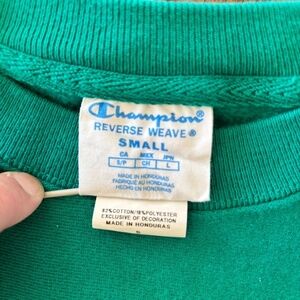 Champion®
REVERSE WEAVE®
SMALL
CA MEX JPN
S/P CH L
MADE IN HONDURAS
FABRIQUÉ AU HONDURAS
HECHO EN HONDURAS
82%COTTON/18%POLYESTER
EXCLUSIVE OF DECORATION
MADE IN HONDURAS